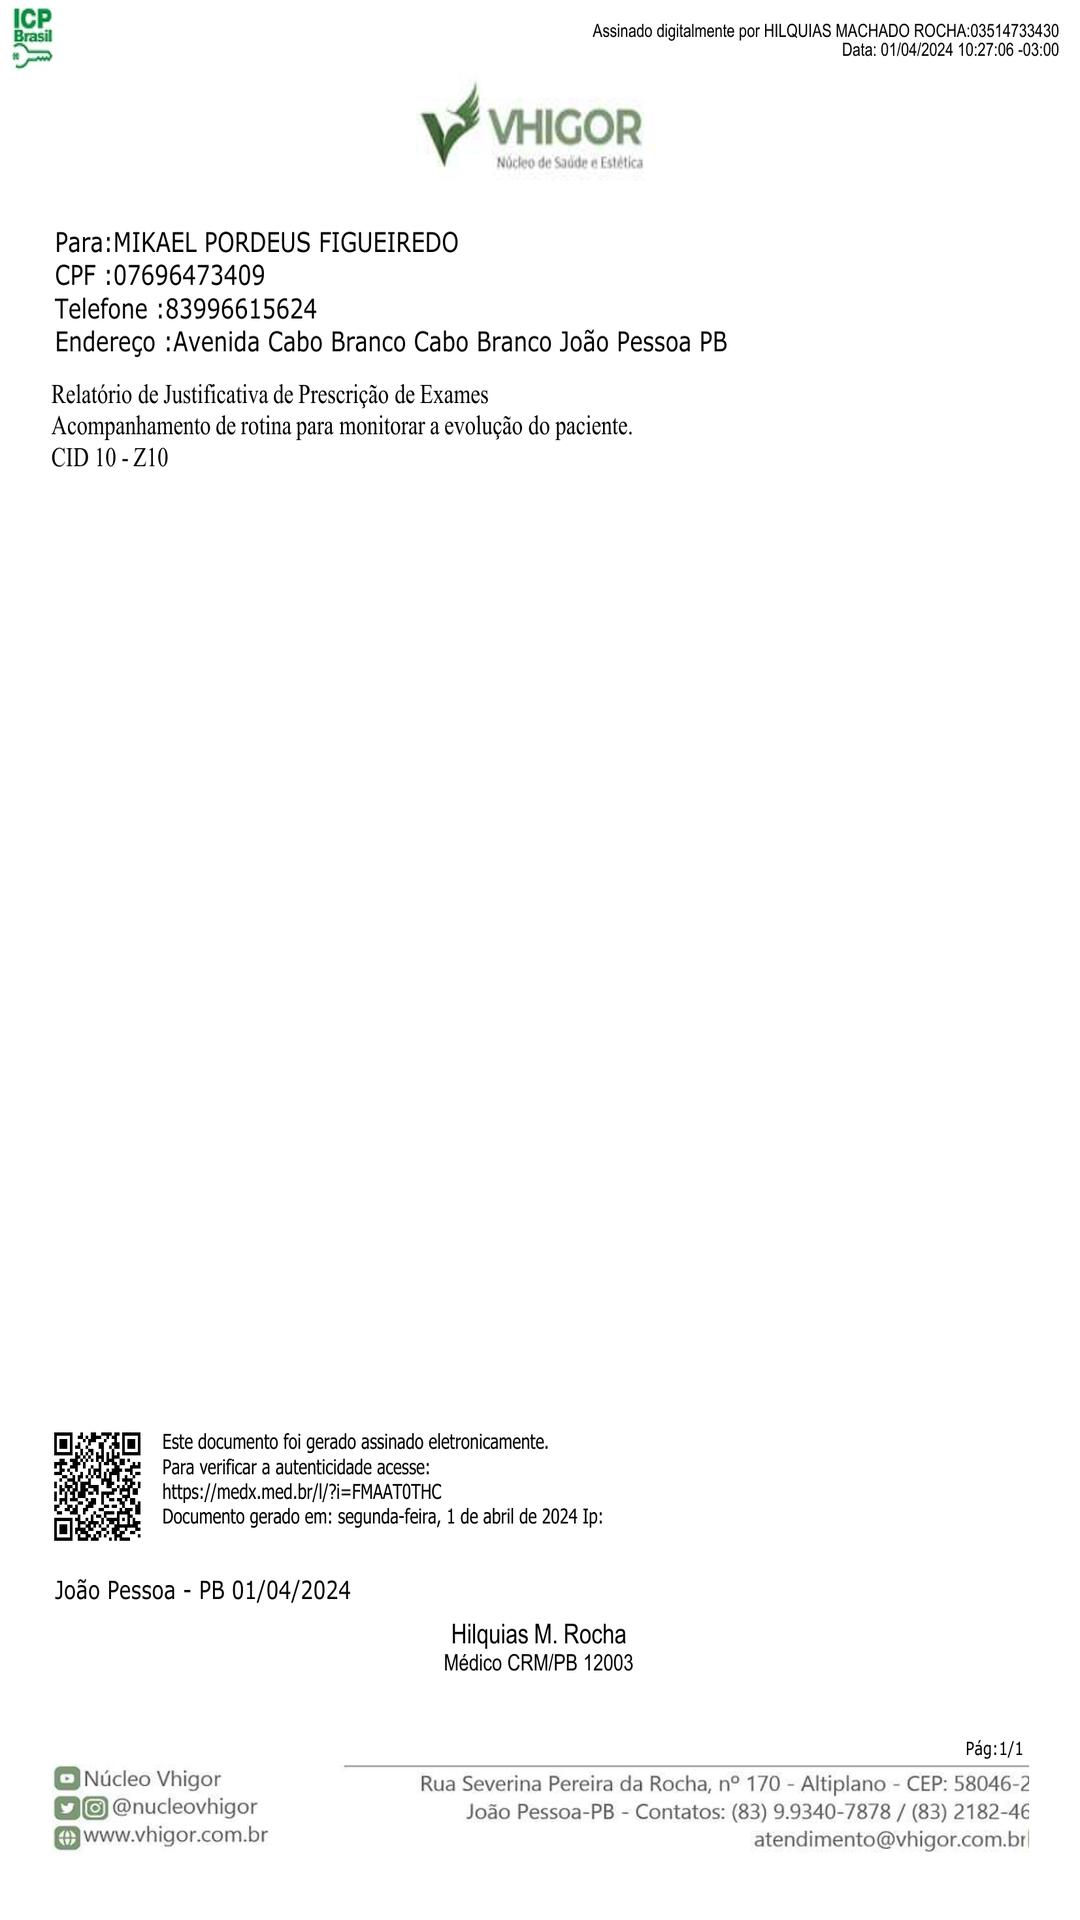 ICP
Brasil
Assinado digitalmente por HILQUIAS MACHADO ROCHA:03514733430
Data: 01/04/2024 10:27:06 -03:00
VHIGOR
Núcleo de Saúde e Estética
Para:MIKAEL PORDEUS FIGUEIREDO
CPF :07696473409
Telefone :83996615624
Endereço :Avenida Cabo Branco Cabo Branco João Pessoa PB
Relatório de Justificativa de Prescrição de Exames
Acompanhamento de rotina para monitorar a evolução do paciente.
CID 10 - Z10
Este documento foi gerado assinado eletronicamente.
Para verificar a autenticidade acesse:
https://medx.med.br/l/?i=FMAAT0THC
Documento gerado em: segunda-feira, 1 de abril de 2024 Ip:
João Pessoa - PB 01/04/2024
Hilquias M. Rocha
Médico CRM/PB 12003
Pág:1/1
Núcleo Vhigor
@nucleovhigor
www.vhigor.com.br
Rua Severina Pereira da Rocha, nº 170 - Altiplano - CEP: 58046-2
João Pessoa-PB - Contatos: (83) 9.9340-7878 / (83) 2182-46
atendimento@vhigor.com.br